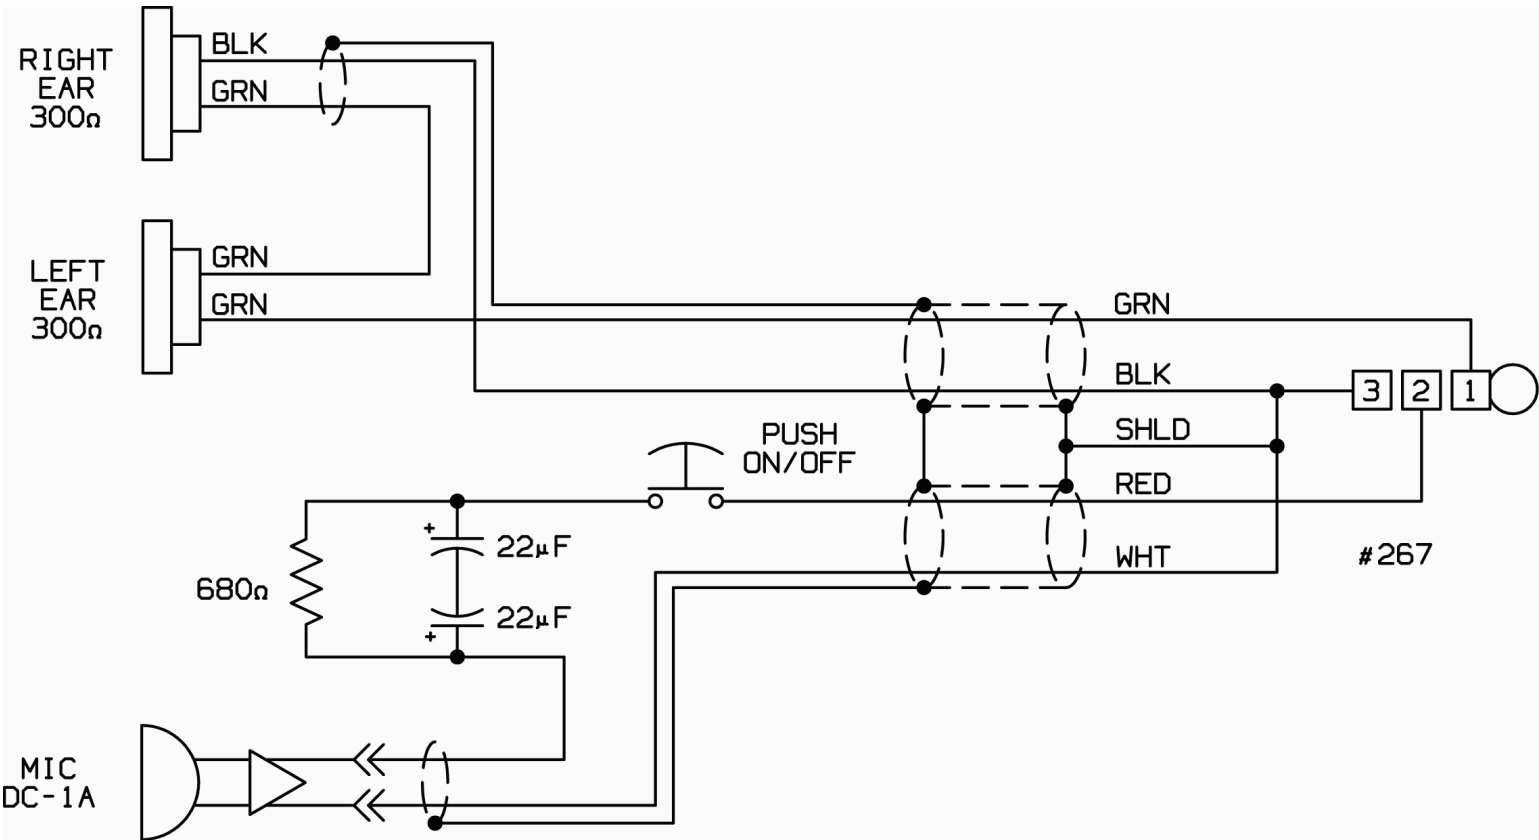 RIGHT
EAR
300Ω
BLK
GRN
LEFT
EAR
300Ω
GRN
GRN
GRN
BLK
3 2 1
SHLD
RED
WHT
#267
PUSH
ON/OFF
+
22µF
680Ω
22µF
+
MIC
DC-1A